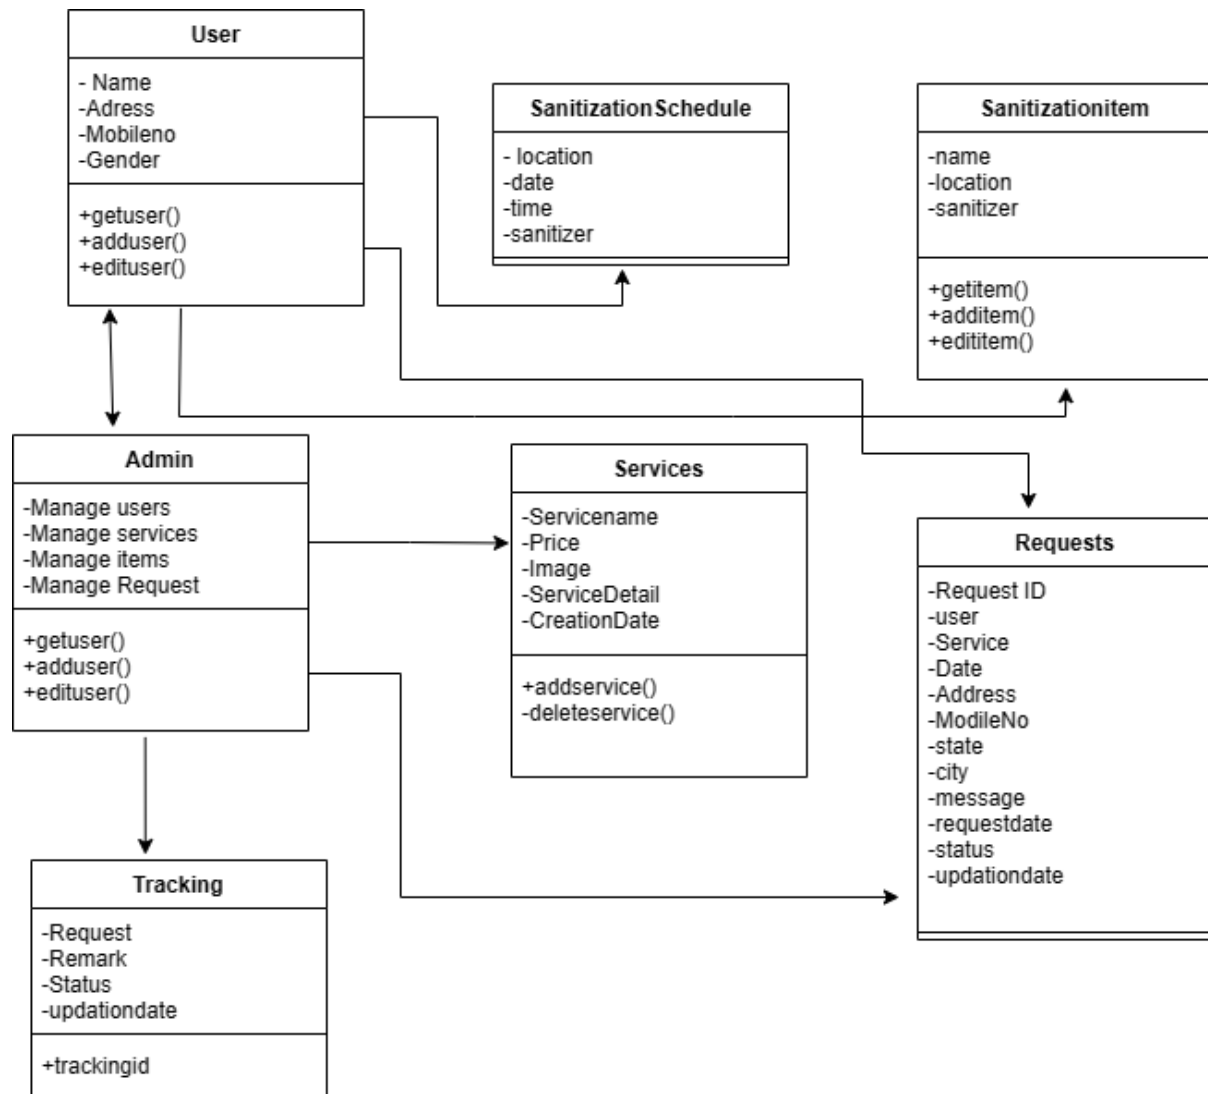 User
- Name
-Adress
-Mobileno
-Gender
+getuser()
+adduser()
+edituser()
SanitizationSchedule
- location
-date
-time
-sanitizer
Sanitizationitem
-name
-location
-sanitizer
+getitem()
+additem()
+edititem()
Admin
-Manage users
-Manage services
-Manage items
-Manage Request
+getuser()
+adduser()
+edituser()
Services
-Servicename
-Price
-Image
-ServiceDetail
-CreationDate
+addservice()
-deleteservice()
Requests
-Request ID
-user
-Service
-Date
-Address
-ModileNo
-state
-city
-message
-requestdate
-status
-updationdate
Tracking
-Request
-Remark
-Status
-updationdate
+trackingid